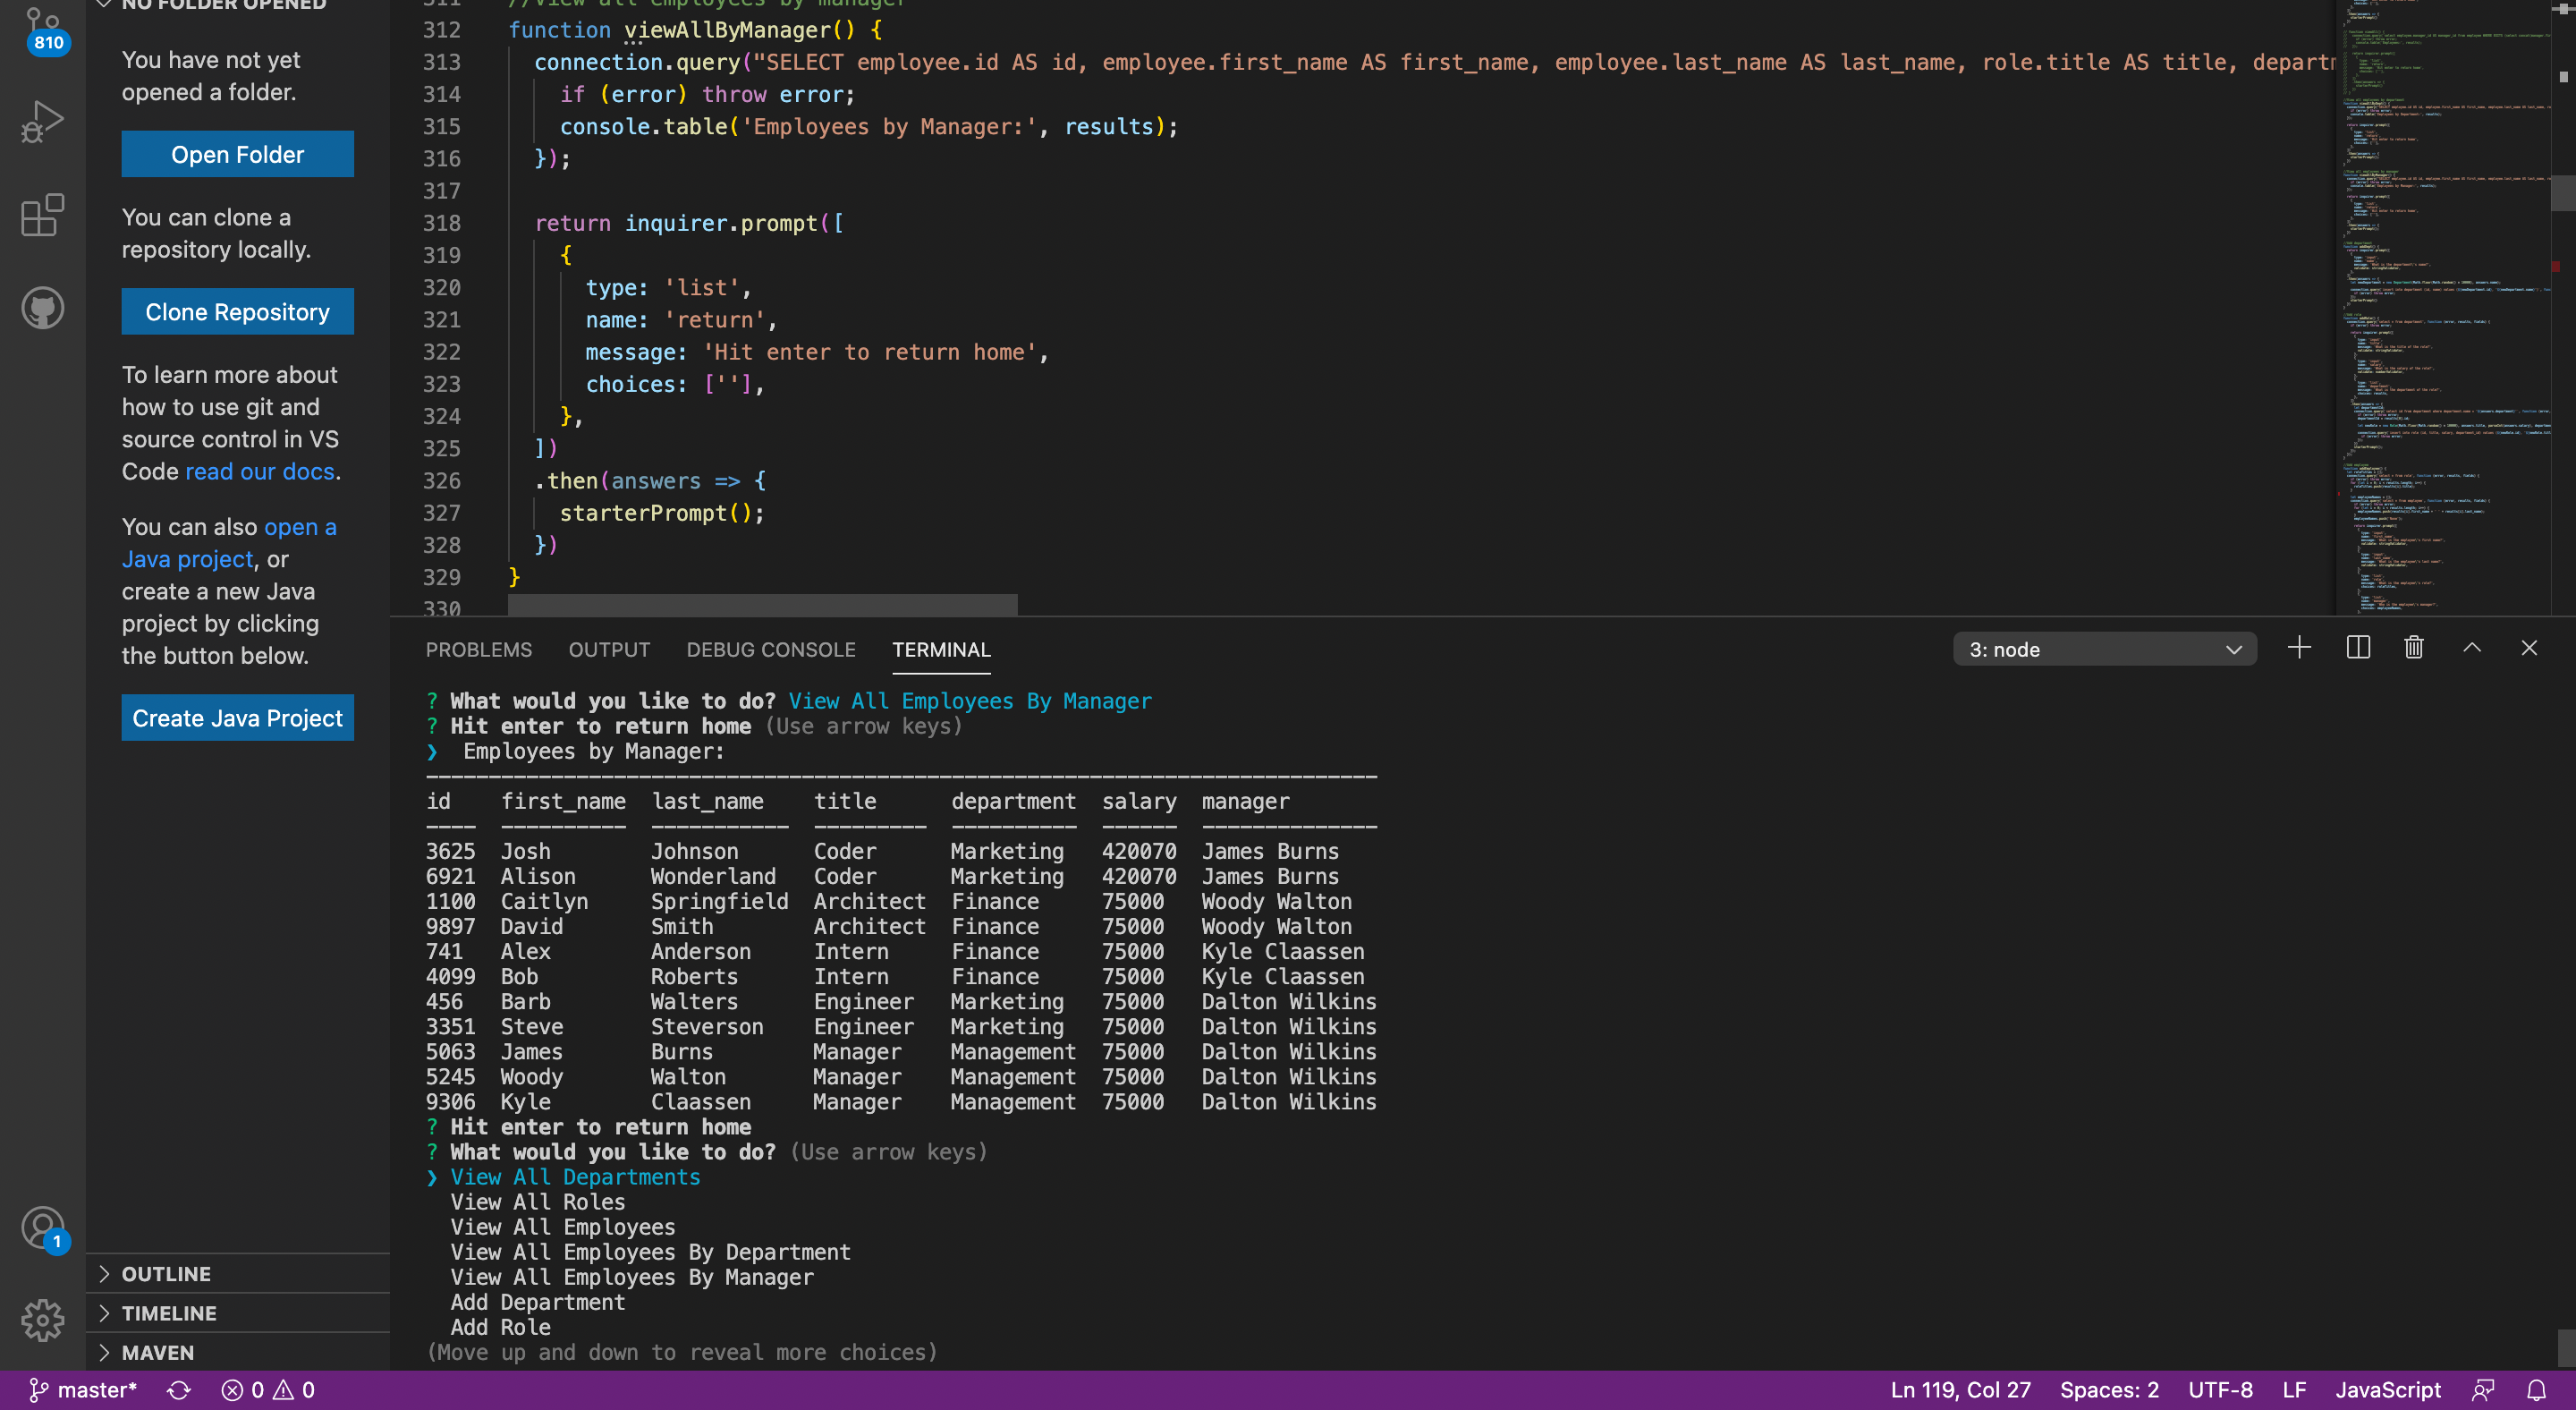 810
NO FOLDER OPENED
You have not yet
opened a folder.
Open Folder
You can clone a
repository locally.
Clone Repository
To learn more about
how to use git and
source control in VS
Code read our docs.
You can also open a
Java project, or
create a new Java
project by clicking
the button below.
Create Java Project
1
OUTLINE
TIMELINE
MAVEN
311 //View all employees by manager
312 function viewAllByManager() {
313 connection.query("SELECT employee.id AS id, employee.first_name AS first_name, employee.last_name AS last_name, role.title AS title, departm
314 if (error) throw error;
315 console.table('Employees by Manager:', results);
316 });
317
318 return inquirer.prompt([
319 {
320 type: 'list',
321 name: 'return',
322 message: 'Hit enter to return home',
323 choices: [''],
324 },
325 ])
326 .then(answers => {
327 starterPrompt();
328 })
329 }
330
PROBLEMS OUTPUT DEBUG CONSOLE TERMINAL 3: node
? What would you like to do? View All Employees By Manager
? Hit enter to return home (Use arrow keys)
❯ Employees by Manager:
id first_name last_name title department salary manager
3625 Josh Johnson Coder Marketing 420070 James Burns
6921 Alison Wonderland Coder Marketing 420070 James Burns
1100 Caitlyn Springfield Architect Finance 75000 Woody Walton
9897 David Smith Architect Finance 75000 Woody Walton
741 Alex Anderson Intern Finance 75000 Kyle Claassen
4099 Bob Roberts Intern Finance 75000 Kyle Claassen
456 Barb Walters Engineer Marketing 75000 Dalton Wilkins
3351 Steve Steverson Engineer Marketing 75000 Dalton Wilkins
5063 James Burns Manager Management 75000 Dalton Wilkins
5245 Woody Walton Manager Management 75000 Dalton Wilkins
9306 Kyle Claassen Manager Management 75000 Dalton Wilkins
? Hit enter to return home
? What would you like to do? (Use arrow keys)
❯ View All Departments
View All Roles
View All Employees
View All Employees By Department
View All Employees By Manager
Add Department
Add Role
(Move up and down to reveal more choices)
master* 0 0 Ln 119, Col 27 Spaces: 2 UTF-8 LF JavaScript